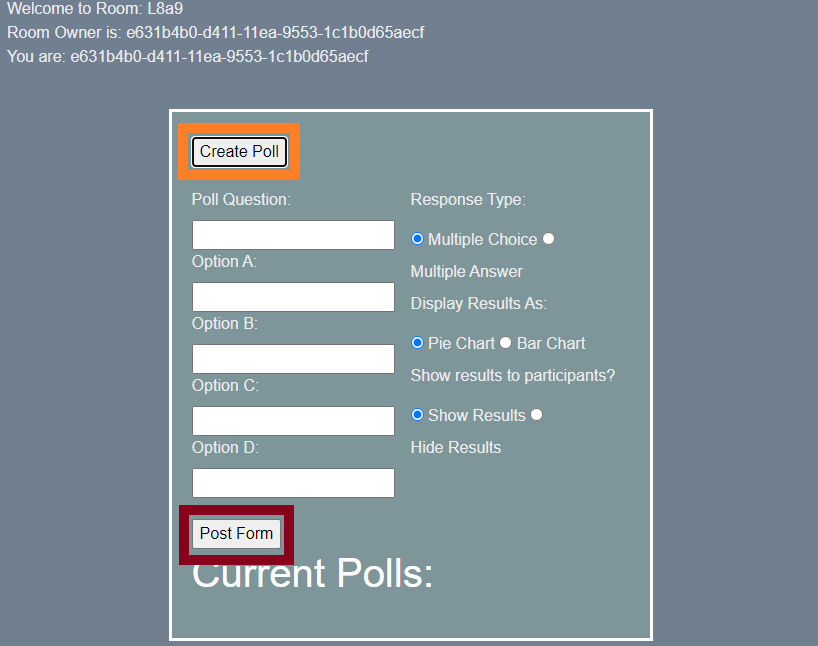 Welcome to Room: L8a9
Room Owner is: e631b4b0-d411-11ea-9553-1c1b0d65aecf
You are: e631b4b0-d411-11ea-9553-1c1b0d65aecf
Create Poll
Poll Question:
Option A:
Option B:
Option C:
Option D:
Post Form
Response Type:
Multiple Choice
Multiple Answer
Display Results As:
Pie Chart Bar Chart
Show results to participants?
Show Results
Hide Results
Current Polls: